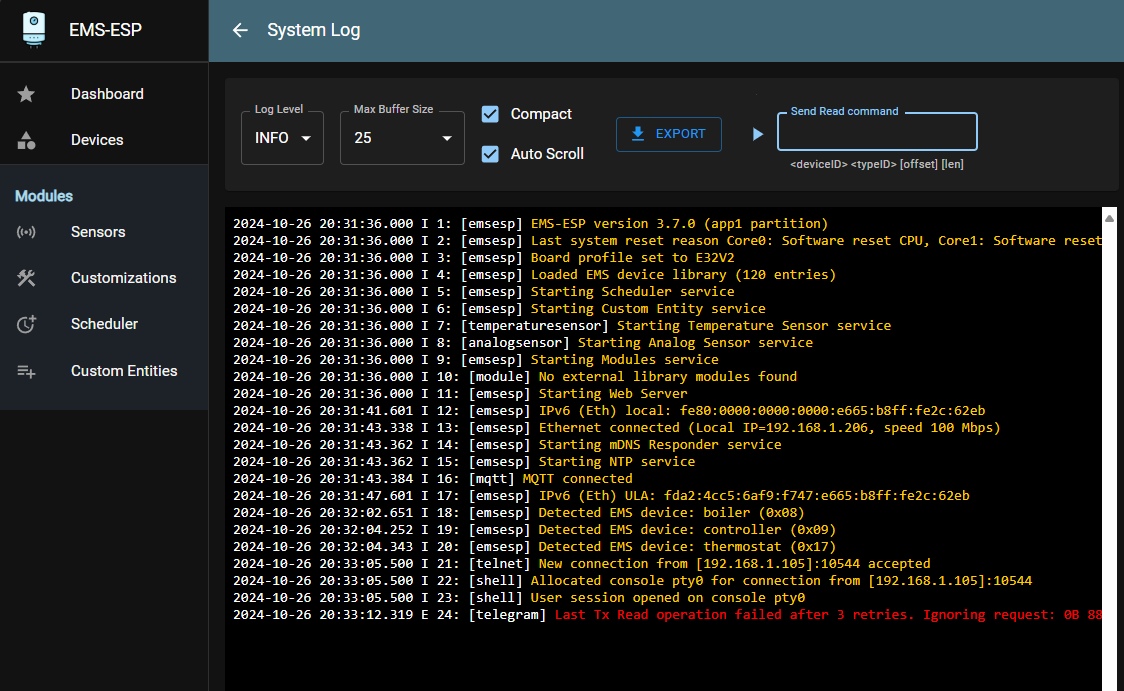 EMS-ESP
System Log
Dashboard
Devices
Modules
Sensors
Customizations
Scheduler
Custom Entities
Log Level
INFO
Max Buffer Size
25
Compact
Auto Scroll
EXPORT
Send Read command
<deviceID> <typeID> [offset] [len]
2024-10-26 20:31:36.000 I 1: [emsesp] EMS-ESP version 3.7.0 (app1 partition)
2024-10-26 20:31:36.000 I 2: [emsesp] Last system reset reason Core0: Software reset CPU, Core1: Software reset
2024-10-26 20:31:36.000 I 3: [emsesp] Board profile set to E32V2
2024-10-26 20:31:36.000 I 4: [emsesp] Loaded EMS device library (120 entries)
2024-10-26 20:31:36.000 I 5: [emsesp] Starting Scheduler service
2024-10-26 20:31:36.000 I 6: [emsesp] Starting Custom Entity service
2024-10-26 20:31:36.000 I 7: [temperaturesensor] Starting Temperature Sensor service
2024-10-26 20:31:36.000 I 8: [analogsensor] Starting Analog Sensor service
2024-10-26 20:31:36.000 I 9: [emsesp] Starting Modules service
2024-10-26 20:31:36.000 I 10: [module] No external library modules found
2024-10-26 20:31:36.000 I 11: [emsesp] Starting Web Server
2024-10-26 20:31:41.601 I 12: [emsesp] IPv6 (Eth) local: fe80:0000:0000:0000:e665:b8ff:fe2c:62eb
2024-10-26 20:31:43.338 I 13: [emsesp] Ethernet connected (Local IP=192.168.1.206, speed 100 Mbps)
2024-10-26 20:31:43.362 I 14: [emsesp] Starting mDNS Responder service
2024-10-26 20:31:43.362 I 15: [emsesp] Starting NTP service
2024-10-26 20:31:43.384 I 16: [mqtt] MQTT connected
2024-10-26 20:31:47.601 I 17: [emsesp] IPv6 (Eth) ULA: fda2:4cc5:6af9:f747:e665:b8ff:fe2c:62eb
2024-10-26 20:32:02.651 I 18: [emsesp] Detected EMS device: boiler (0x08)
2024-10-26 20:32:04.252 I 19: [emsesp] Detected EMS device: controller (0x09)
2024-10-26 20:32:04.343 I 20: [emsesp] Detected EMS device: thermostat (0x17)
2024-10-26 20:33:05.500 I 21: [telnet] New connection from [192.168.1.105]:10544 accepted
2024-10-26 20:33:05.500 I 22: [shell] Allocated console pty0 for connection from [192.168.1.105]:10544
2024-10-26 20:33:05.500 I 23: [shell] User session opened on console pty0
2024-10-26 20:33:12.319 E 24: [telegram] Last Tx Read operation failed after 3 retries. Ignoring request: 0B 88